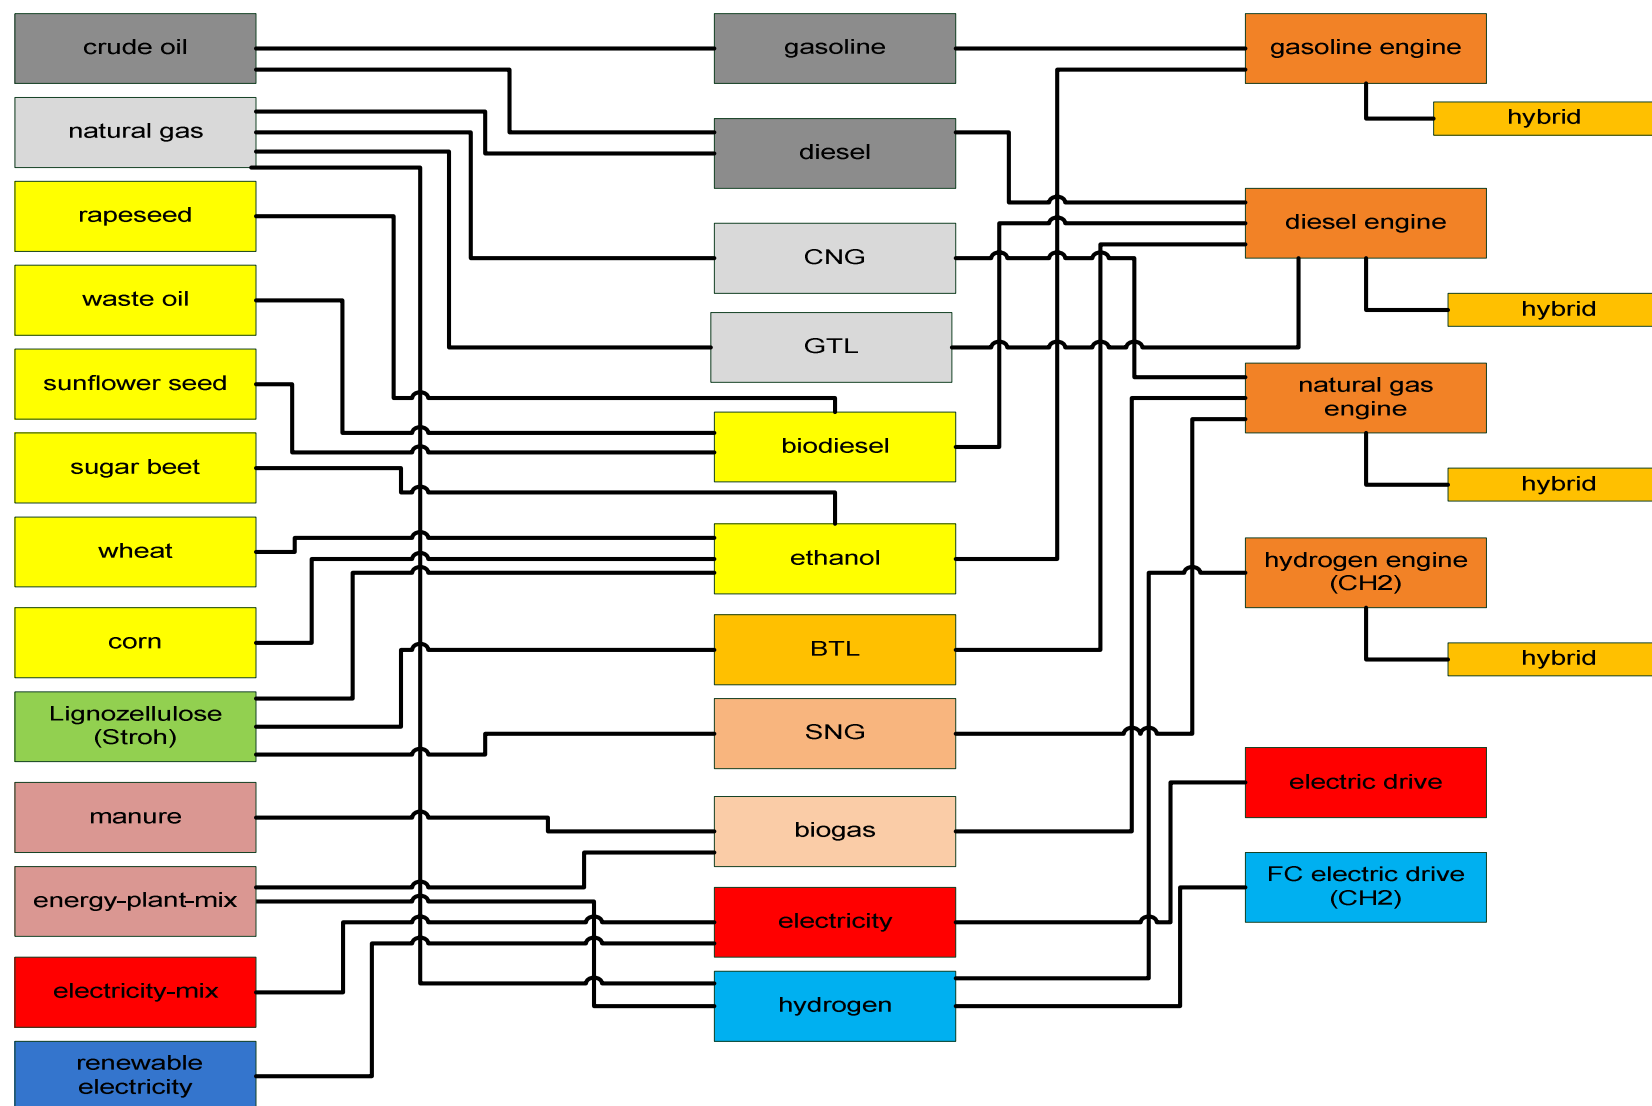 crude oil
natural gas
rapeseed
waste oil
sunflower seed
sugar beet
wheat
corn
Lignozellulose
(Stroh)
manure
energy-plant-mix
electricity-mix
renewable
electricity
gasoline
diesel
CNG
GTL
biodiesel
ethanol
BTL
SNG
biogas
electricity
hydrogen
gasoline engine
hybrid
diesel engine
hybrid
natural gas
engine
hybrid
hydrogen engine
(CH2)
hybrid
electric drive
FC electric drive
(CH2)